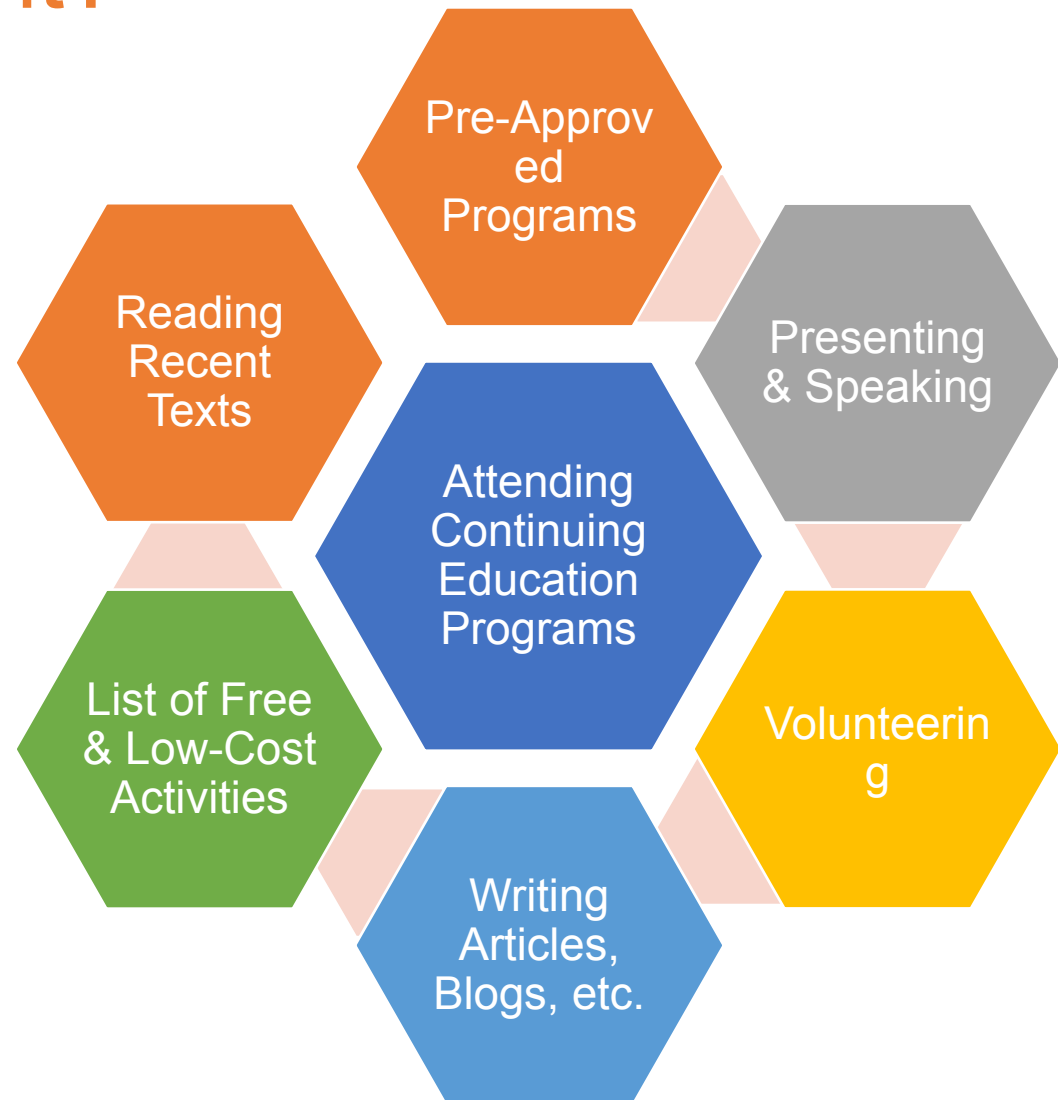 Pre-Approv
ed
Programs
Presenting
& Speaking
Reading
Recent
Texts
Attending
Continuing
Education
Programs
Volunteerin
g
List of Free
& Low-Cost
Activities
Writing
Articles,
Blogs, etc.